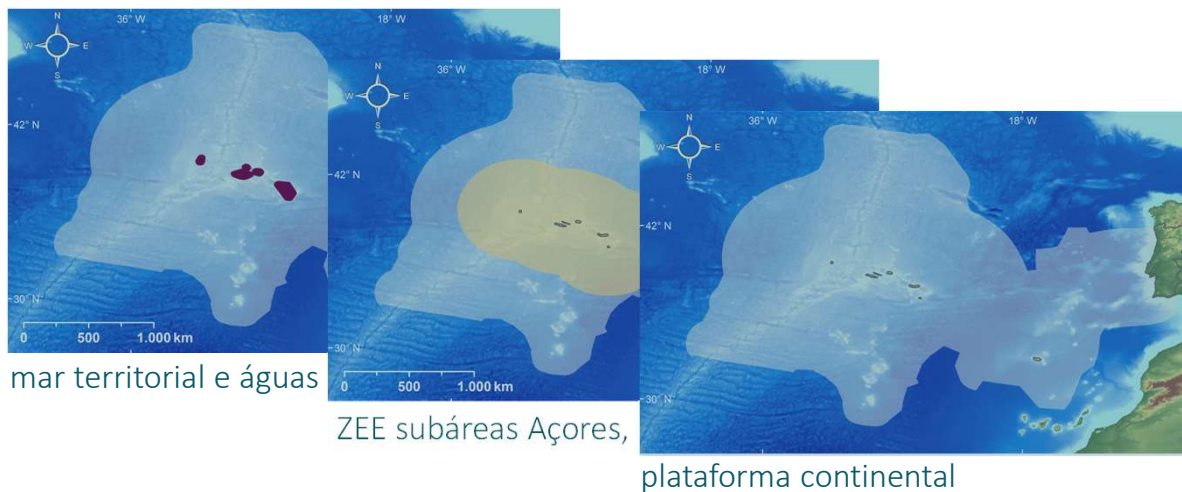 36° W
18° W
N
W
E
S
42° N
30° N
0
500
1.000 km
mar territorial e águas
36° W
18° W
N
W
E
S
42° N
30° N
0
500
1.000 km
ZEE subáreas Açores,
36° W
18° W
N
W
E
S
42° N
30° N
plataforma continental